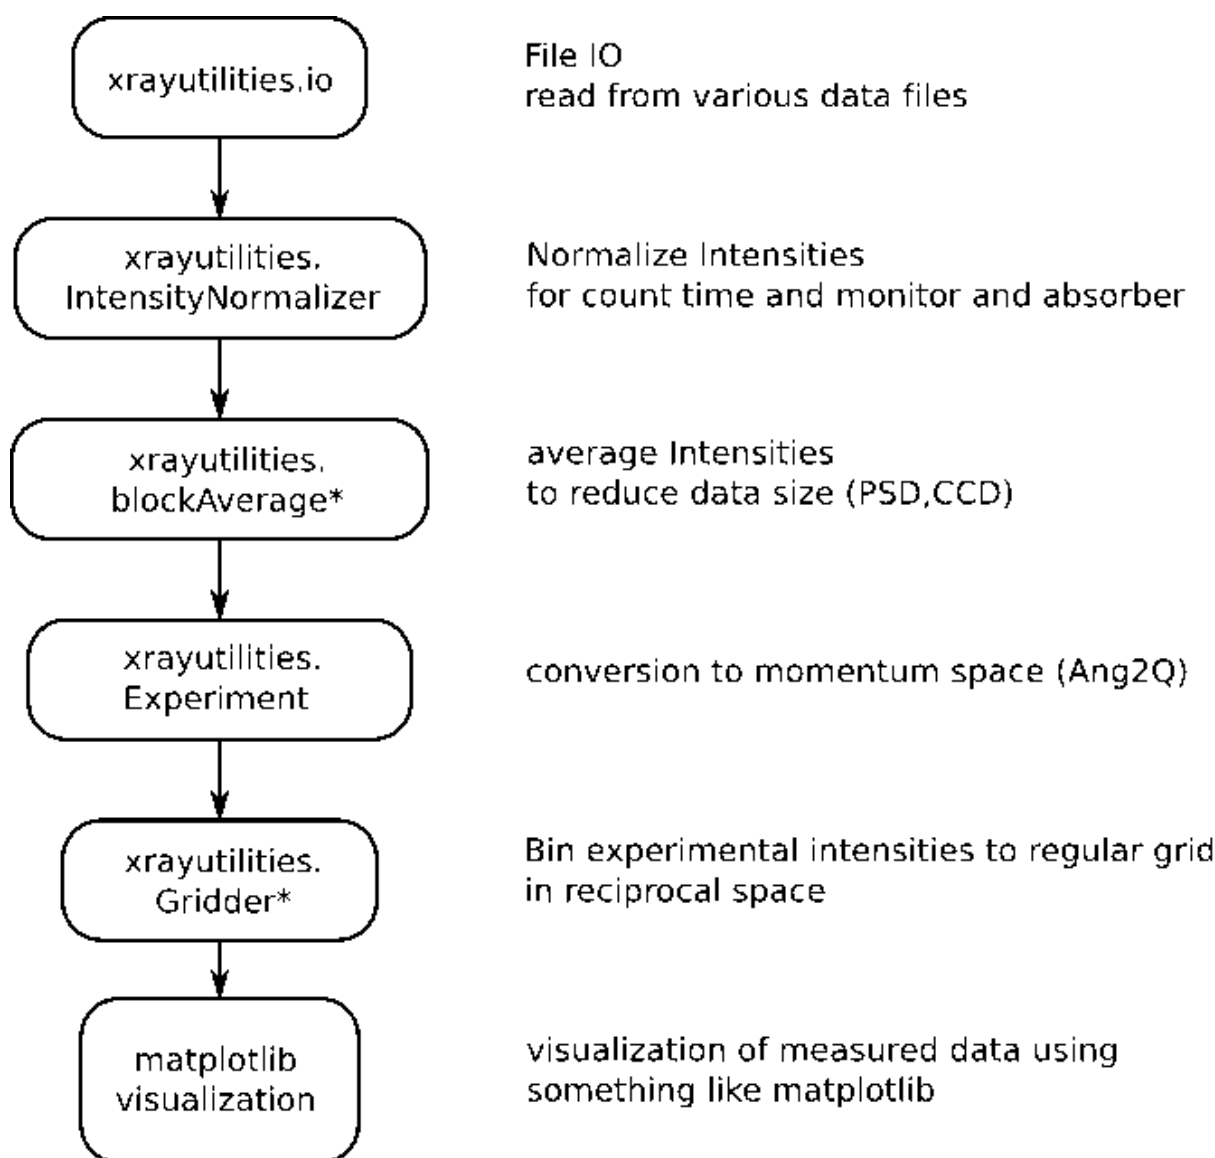 xrayutilities.io
File IO
read from various data files
xrayutilities.
IntensityNormalizer
Normalize Intensities
for count time and monitor and absorber
xrayutilities.
blockAverage*
average Intensities
to reduce data size (PSD,CCD)
xrayutilities.
Experiment
conversion to momentum space (Ang2Q)
xrayutilities.
Gridder*
Bin experimental intensities to regular grid
in reciprocal space
matplotlib
visualization
visualization of measured data using
something like matplotlib